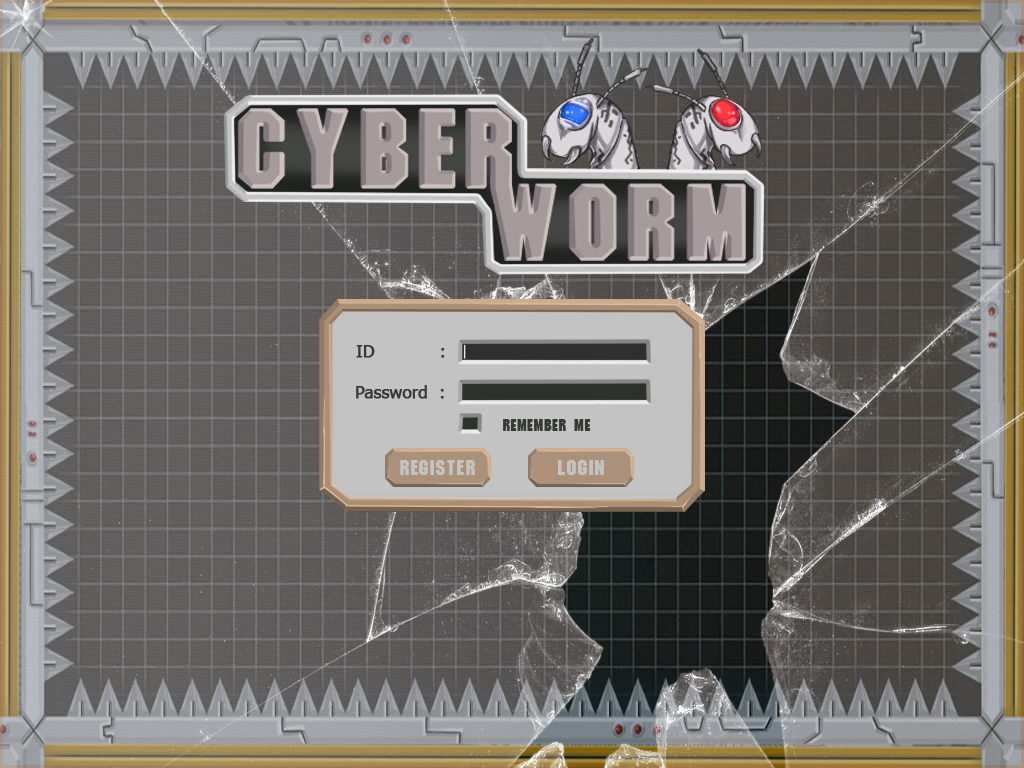 CYBER
WORM
ID :
Password :
REMEMBER ME
REGISTER LOGIN